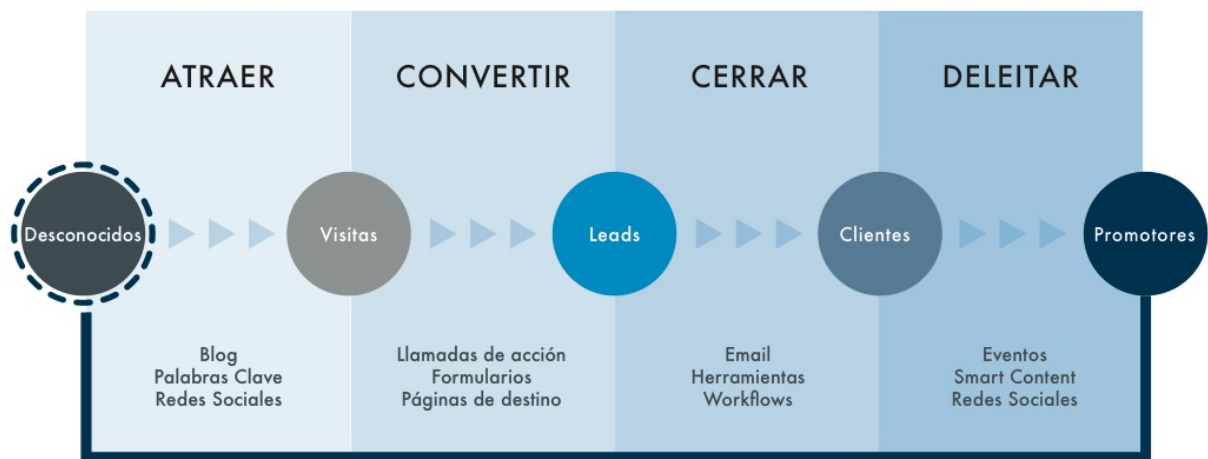 ATRAER
CONVERTIR
CERRAR
DELEITAR
Desconocidos
Visitas
Leads
Clientes
Promotores
Blog
Palabras Clave
Redes Sociales
Llamadas de acción
Formularios
Páginas de destino
Email
Herramientas
Workflows
Eventos
Smart Content
Redes Sociales